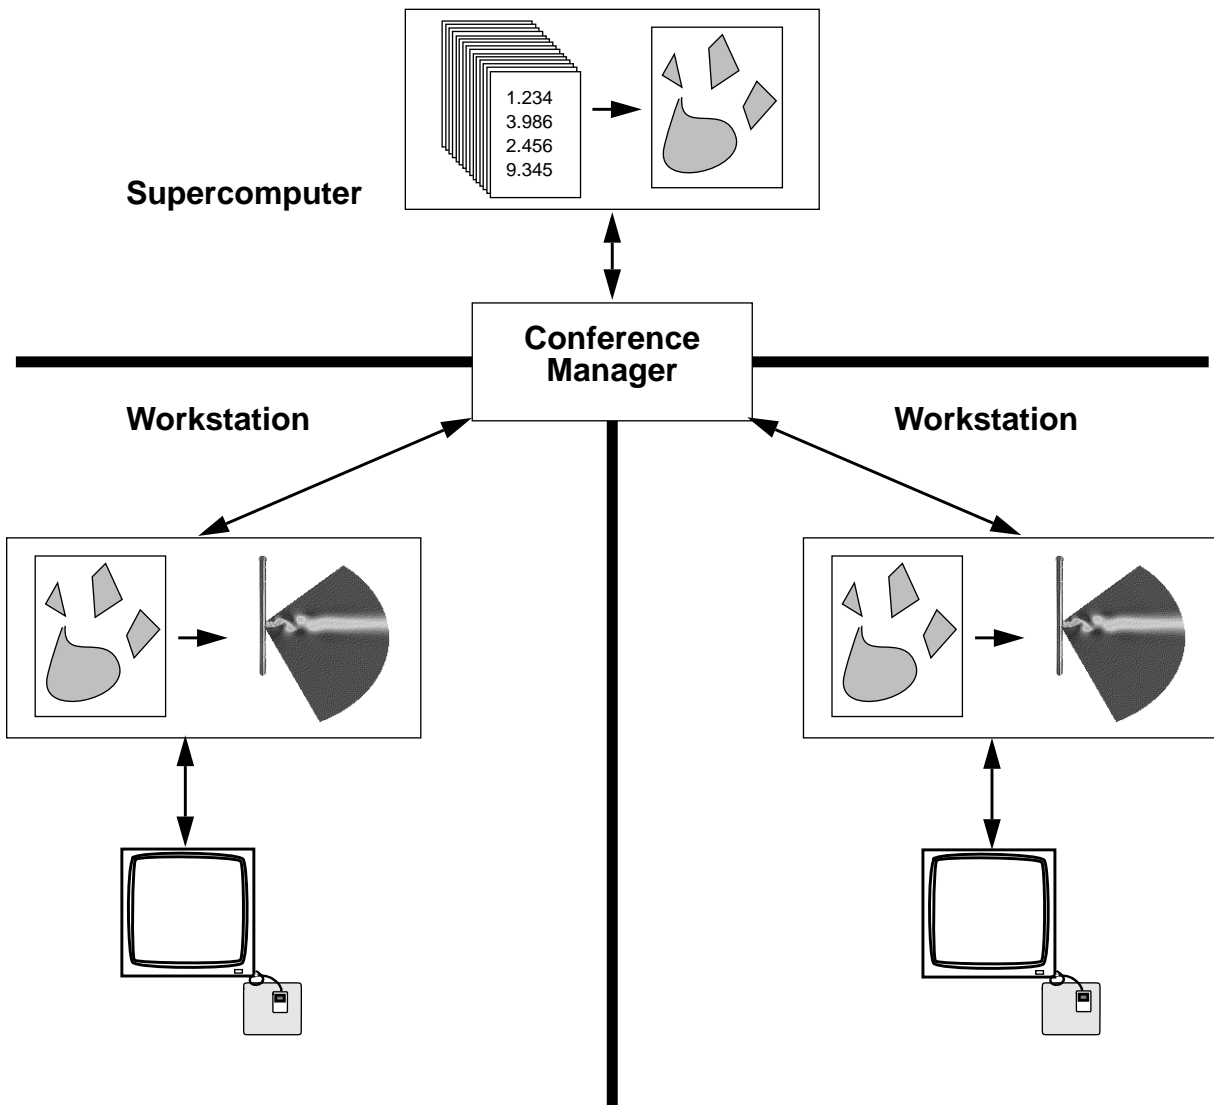 1.234
3.986
2.456
9.345
Supercomputer
Conference
Manager
Workstation
Workstation